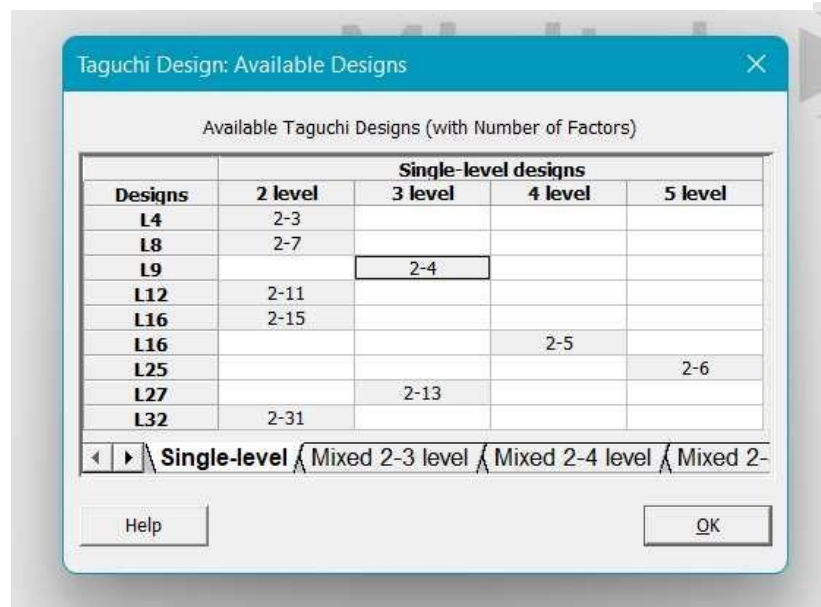 Taguchi Design: Available Designs
Available Taguchi Designs (with Number of Factors)
Single-level designs
Designs 2 level 3 level 4 level 5 level
L4 2-3
L8 2-7
L9 2-4
L12 2-11
L16 2-15
L16 2-5
L25 2-6
L27 2-13
L32 2-31
Single-level Mixed 2-3 level Mixed 2-4 level Mixed 2-
Help OK